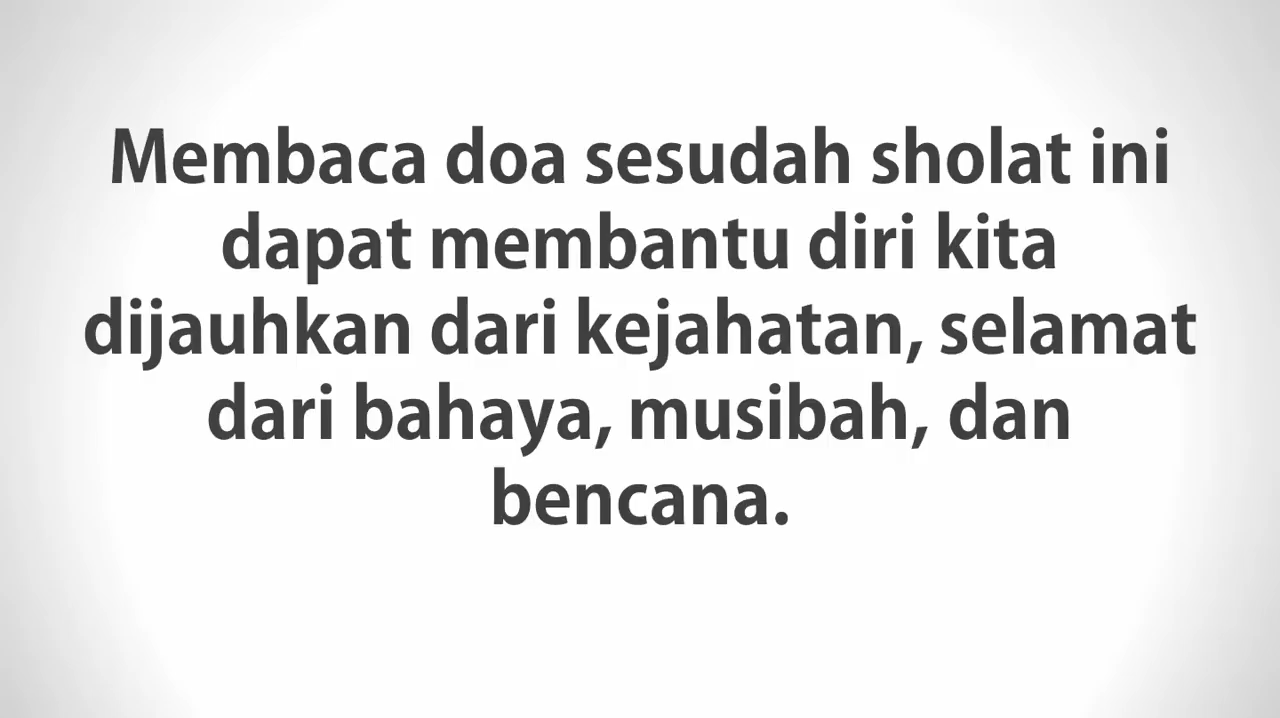 Membaca doa sesudah sholat ini
dapat membantu diri kita
dijauhkan dari kejahatan, selamat
dari bahaya, musibah, dan
bencana.